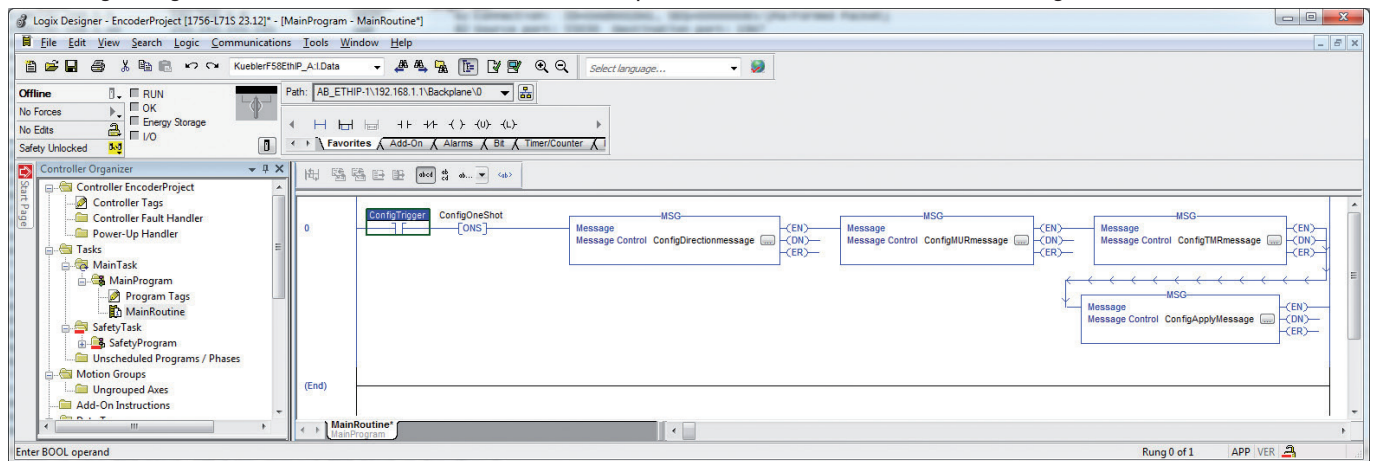 Logix Designer - EncoderProject [1756-L71S 23.12]* - [MainProgram - MainRoutine*]
File Edit View Search Logic Communications Tools Window Help
KueblerF58EthIP_A:I.Data Select language...
Offline RUN Path: AB_ETHIP-1\192.168.1.1\Backplane\0
No Forces OK
No Edits Energy Storage
Safety Unlocked I/O
Favorites Add-On Alarms Bit Timer/Counter
Start Page
Controller Organizer
Controller EncoderProject
Controller Tags
Controller Fault Handler
Power-Up Handler
Tasks
MainTask
MainProgram
Program Tags
MainRoutine
SafetyTask
SafetyProgram
Unscheduled Programs / Phases
Motion Groups
Ungrouped Axes
Add-On Instructions
0
ConfigTrigger ConfigOneShot
ONS
MSG
Message
Message Control ConfigDirectionmessage ...
(EN)
(DN)
(ER)
MSG
Message
Message Control ConfigMURmessage ...
(EN)
(DN)
(ER)
MSG
Message
Message Control ConfigTMRmessage ...
(EN)
(DN)
(ER)
MSG
Message
Message Control ConfigApplyMessage ...
(EN)
(DN)
(ER)
(End)
MainRoutine*
MainProgram
Enter BOOL operand Rung 0 of 1 APP VER